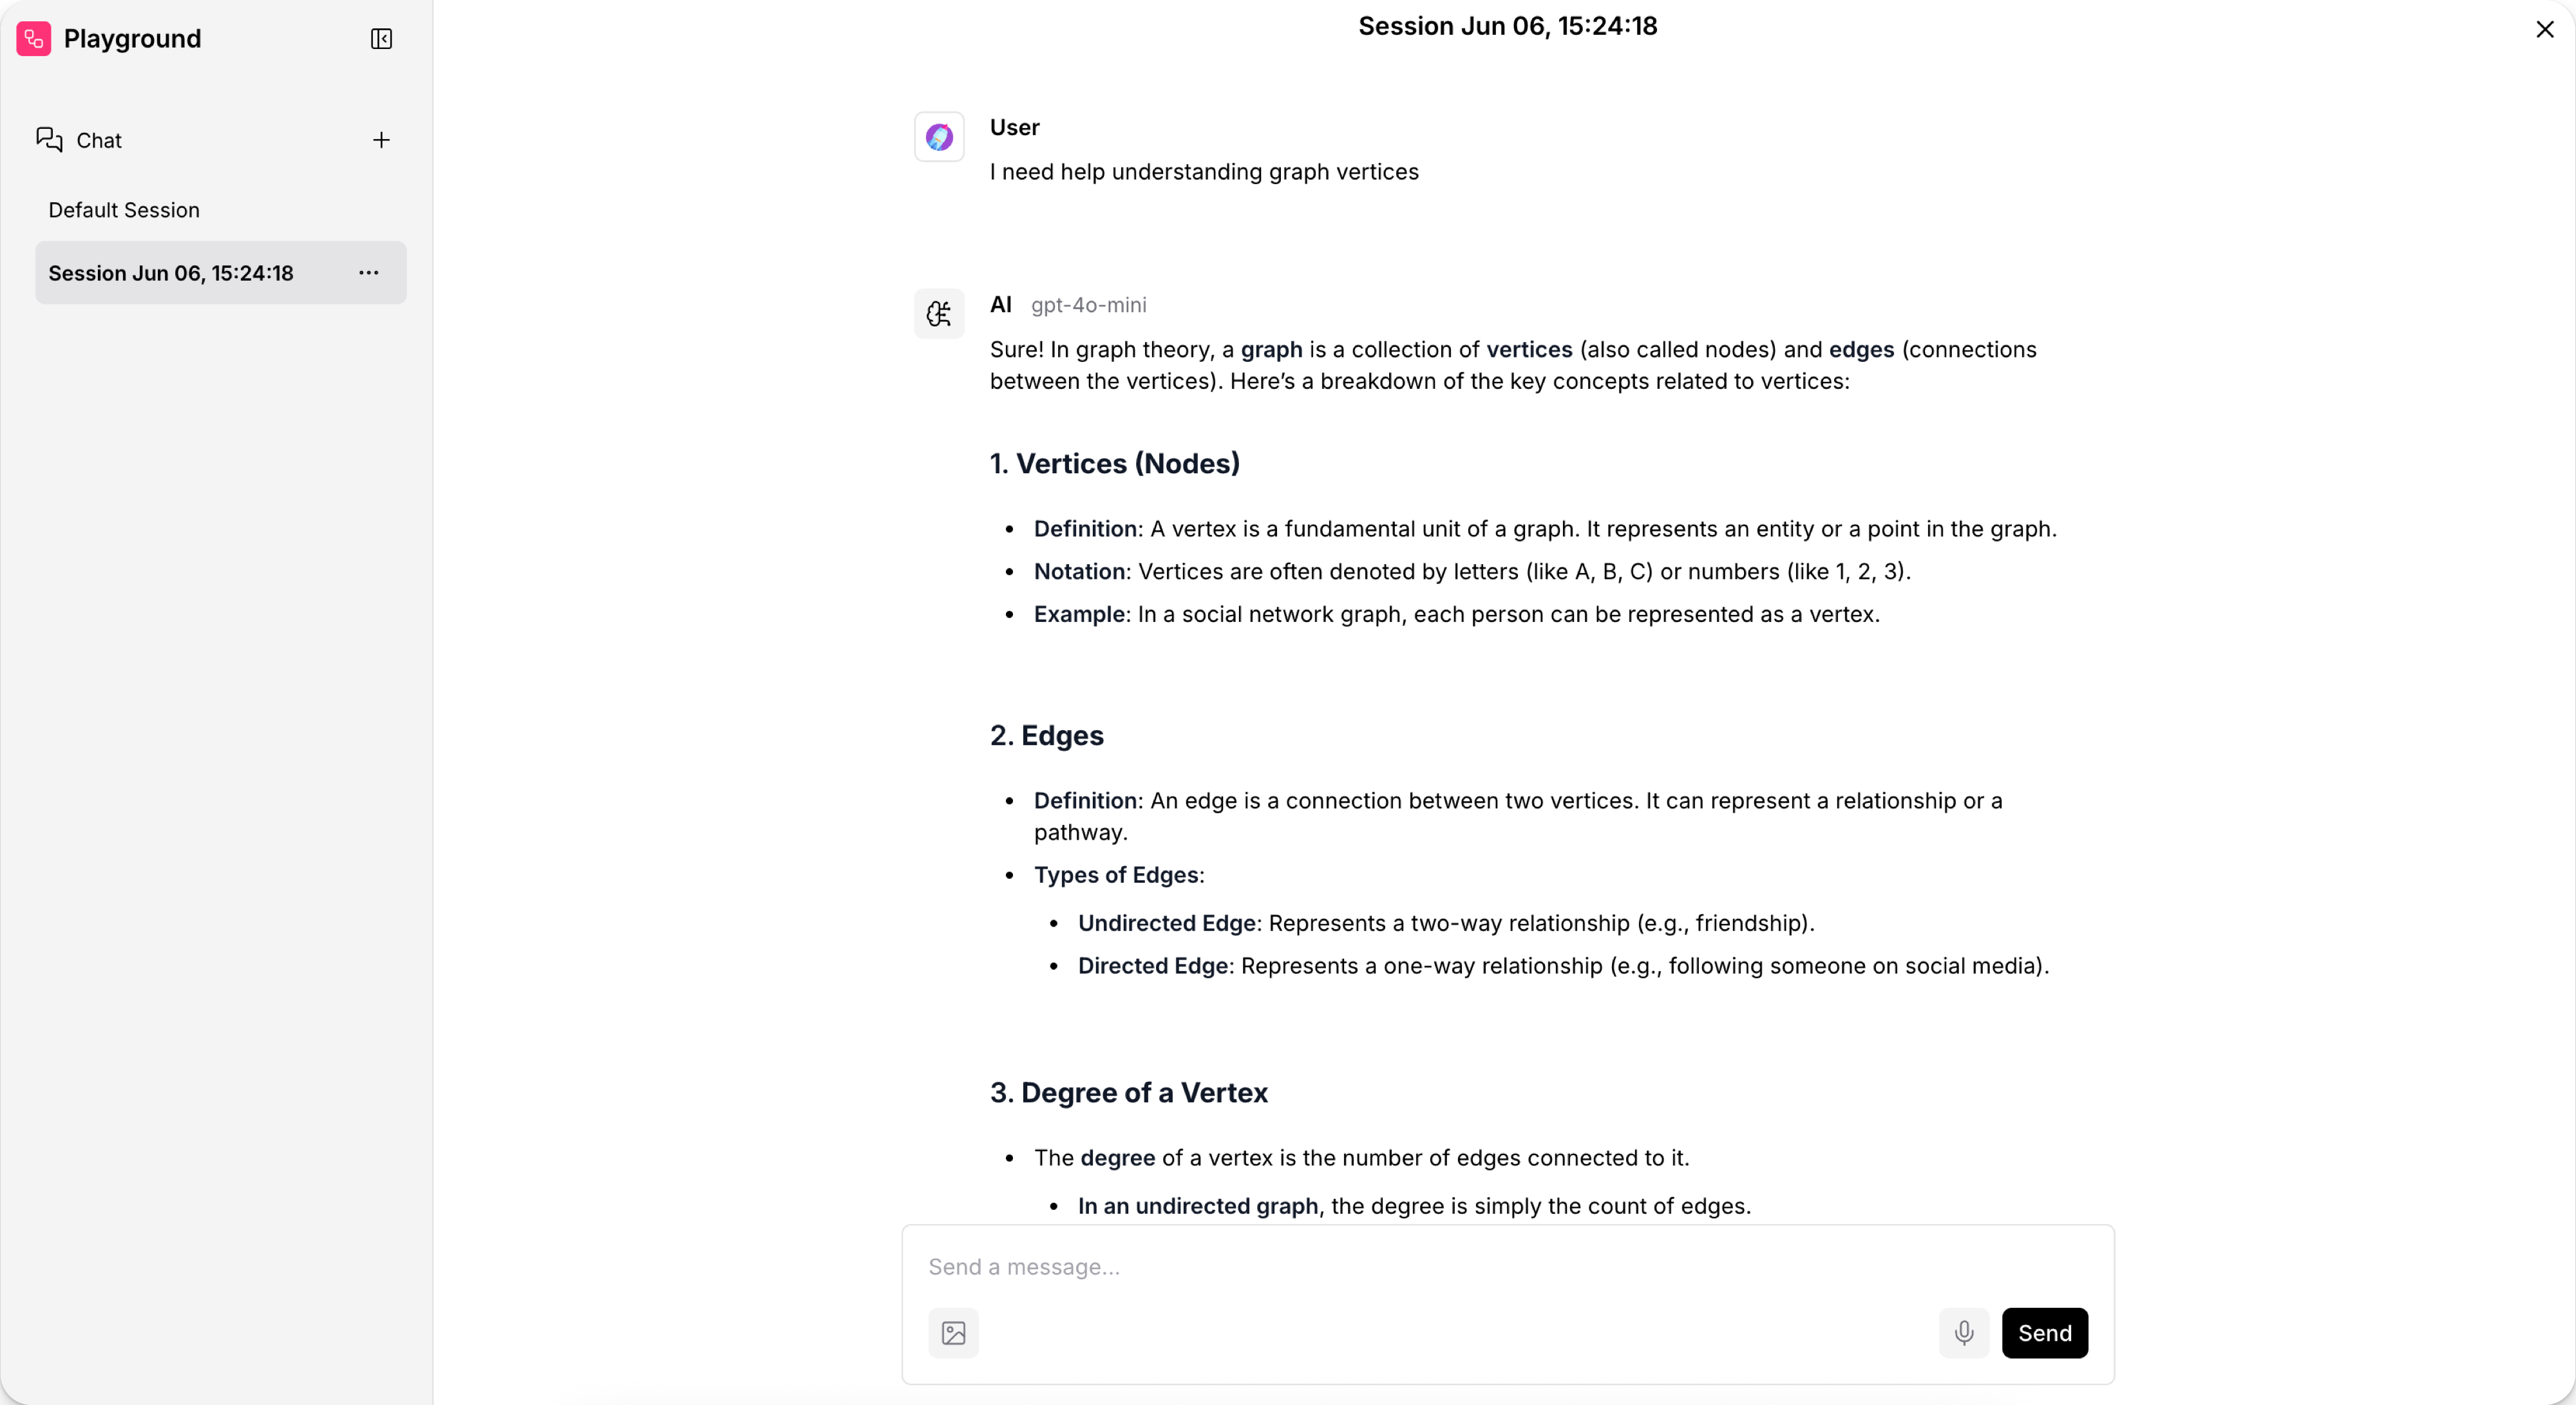 Playground
Chat
Default Session
Session Jun 06, 15:24:18
Session Jun 06, 15:24:18
User
I need help understanding graph vertices
AI gpt-4o-mini
Sure! In graph theory, a graph is a collection of vertices (also called nodes) and edges (connections
between the vertices). Here’s a breakdown of the key concepts related to vertices:
1. Vertices (Nodes)
• Definition: A vertex is a fundamental unit of a graph. It represents an entity or a point in the graph.
• Notation: Vertices are often denoted by letters (like A, B, C) or numbers (like 1, 2, 3).
• Example: In a social network graph, each person can be represented as a vertex.
2. Edges
• Definition: An edge is a connection between two vertices. It can represent a relationship or a
pathway.
• Types of Edges:
• Undirected Edge: Represents a two-way relationship (e.g., friendship).
• Directed Edge: Represents a one-way relationship (e.g., following someone on social media).
3. Degree of a Vertex
• The degree of a vertex is the number of edges connected to it.
• In an undirected graph, the degree is simply the count of edges.
Send a message...
Send